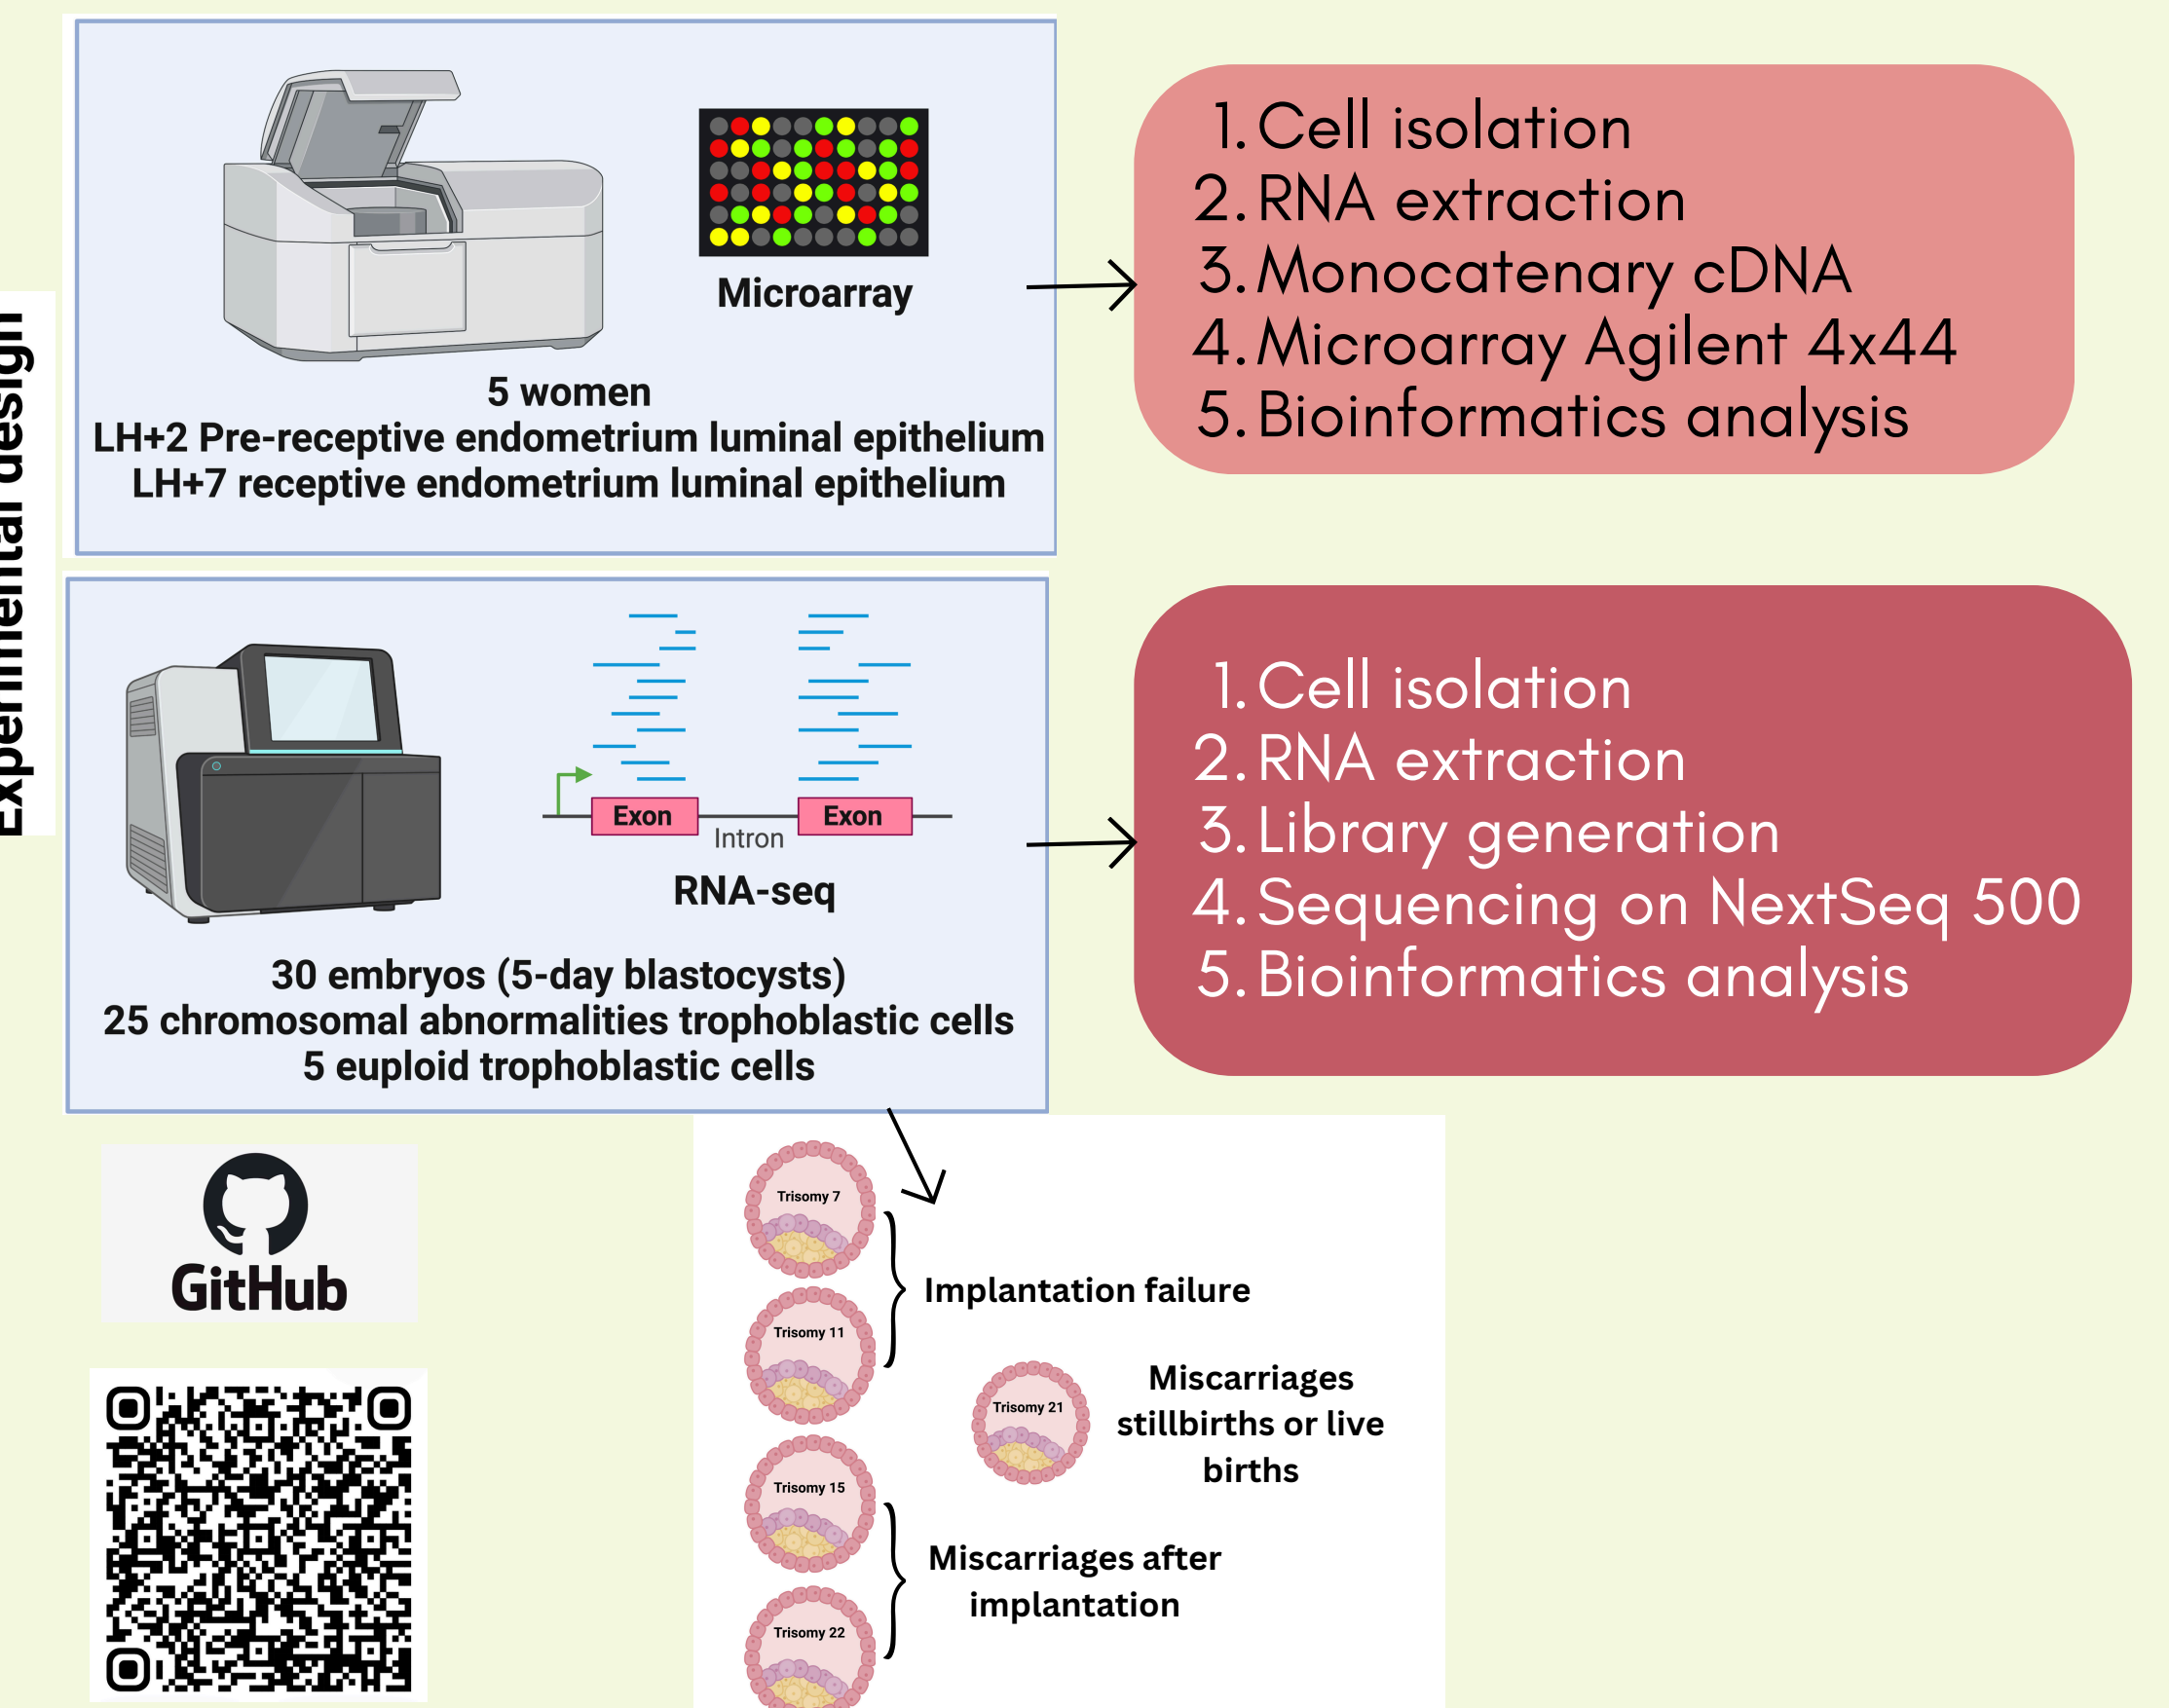 Experimental design
Microarray
5 women
LH+2 Pre-receptive endometrium luminal epithelium
LH+7 receptive endometrium luminal epithelium
1. Cell isolation
2. RNA extraction
3. Monocatenary cDNA
4. Microarray Agilent 4x44
5. Bioinformatics analysis
Exon
Intron
Exon
RNA-seq
30 embryos (5-day blastocysts)
25 chromosomal abnormalities trophoblastic cells
5 euploid trophoblastic cells
1. Cell isolation
2. RNA extraction
3. Library generation
4. Sequencing on NextSeq 500
5. Bioinformatics analysis
GitHub
Trisomy 7
Trisomy 11
Implantation failure
Trisomy 21
Miscarriages
stillbirths or live
births
Trisomy 15
Trisomy 22
Miscarriages after
implantation